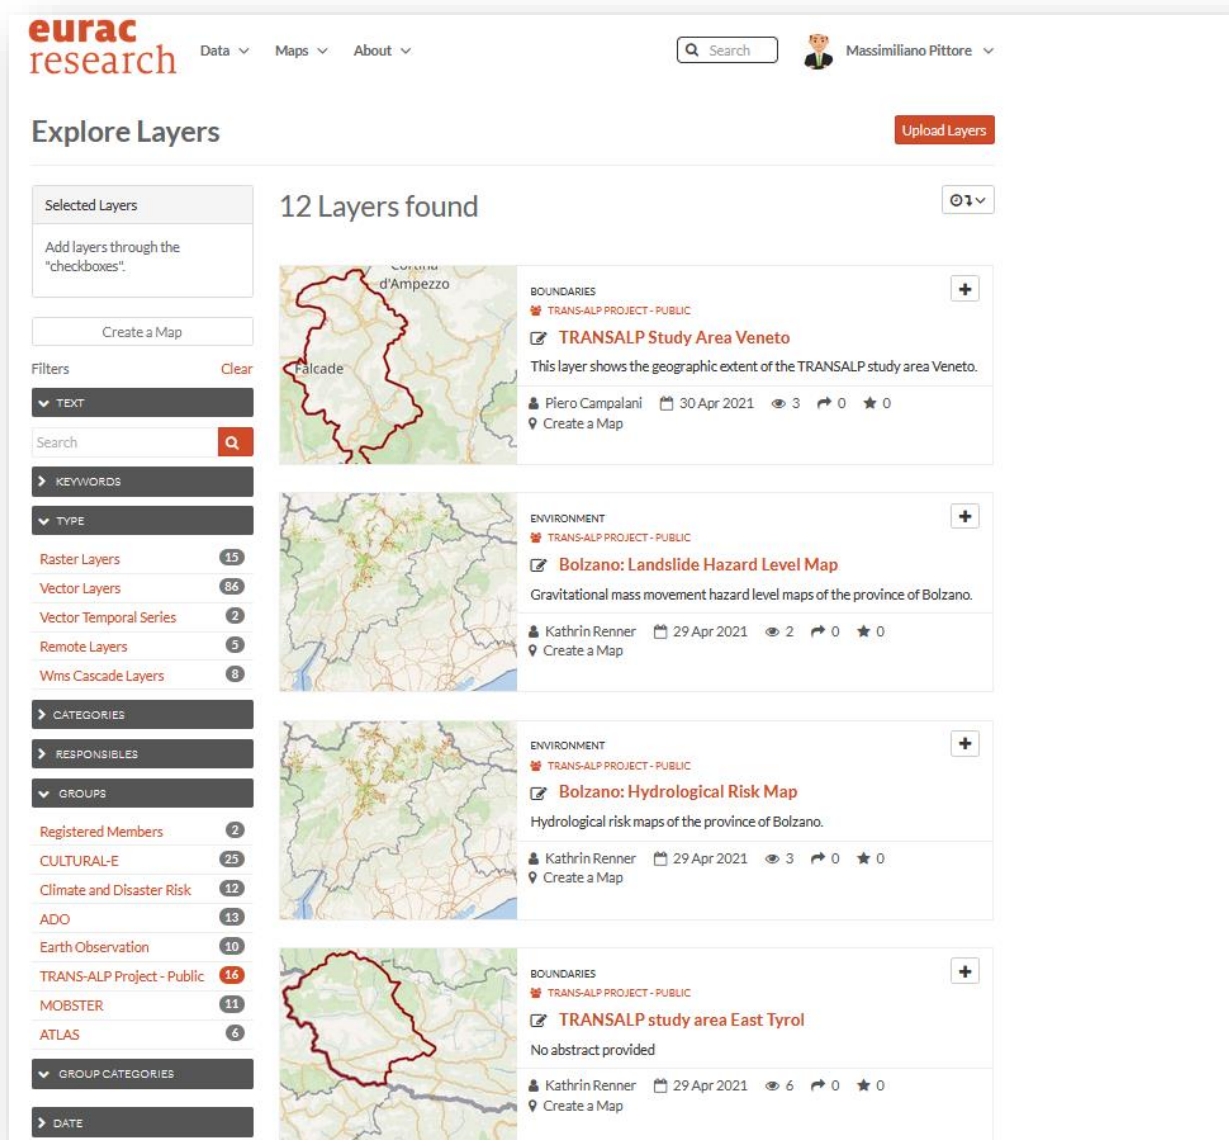 eurac
research
Data
Maps
About
Search
Massimiliano Pittore
Explore Layers
Upload Layers
Selected Layers
Add layers through the
"checkboxes".
Create a Map
Filters
Clear
TEXT
Search
KEYWORDS
TYPE
Raster Layers 15
Vector Layers 86
Vector Temporal Series 2
Remote Layers 5
Wms Cascade Layers 8
CATEGORIES
RESPONSIBLES
GROUPS
Registered Members 2
CULTURAL-E 25
Climate and Disaster Risk 12
ADO 13
Earth Observation 10
TRANS-ALP Project - Public 16
MOBSTER 11
ATLAS 6
GROUP CATEGORIES
DATE
12 Layers found
Cortina
d'Ampezzo
Falcade
BOUNDARIES
TRANS-ALP PROJECT - PUBLIC
TRANSALP Study Area Veneto
This layer shows the geographic extent of the TRANSALP study area Veneto.
Piero Campalani 30 Apr 2021 3 0 0
Create a Map
ENVIRONMENT
TRANS-ALP PROJECT - PUBLIC
Bolzano: Landslide Hazard Level Map
Gravitational mass movement hazard level maps of the province of Bolzano.
Kathrin Renner 29 Apr 2021 2 0 0
Create a Map
ENVIRONMENT
TRANS-ALP PROJECT - PUBLIC
Bolzano: Hydrological Risk Map
Hydrological risk maps of the province of Bolzano.
Kathrin Renner 29 Apr 2021 3 0 0
Create a Map
BOUNDARIES
TRANS-ALP PROJECT - PUBLIC
TRANSALP study area East Tyrol
No abstract provided
Kathrin Renner 29 Apr 2021 6 0 0
Create a Map